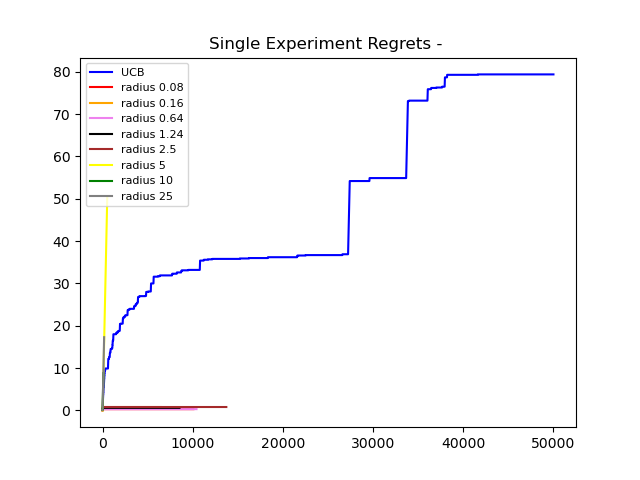 Single Experiment Regrets -
UCB
radius 0.08
radius 0.16
radius 0.64
radius 1.24
radius 2.5
radius 5
radius 10
radius 25
80
70
60
50
40
30
20
10
0
0 10000 20000 30000 40000 50000